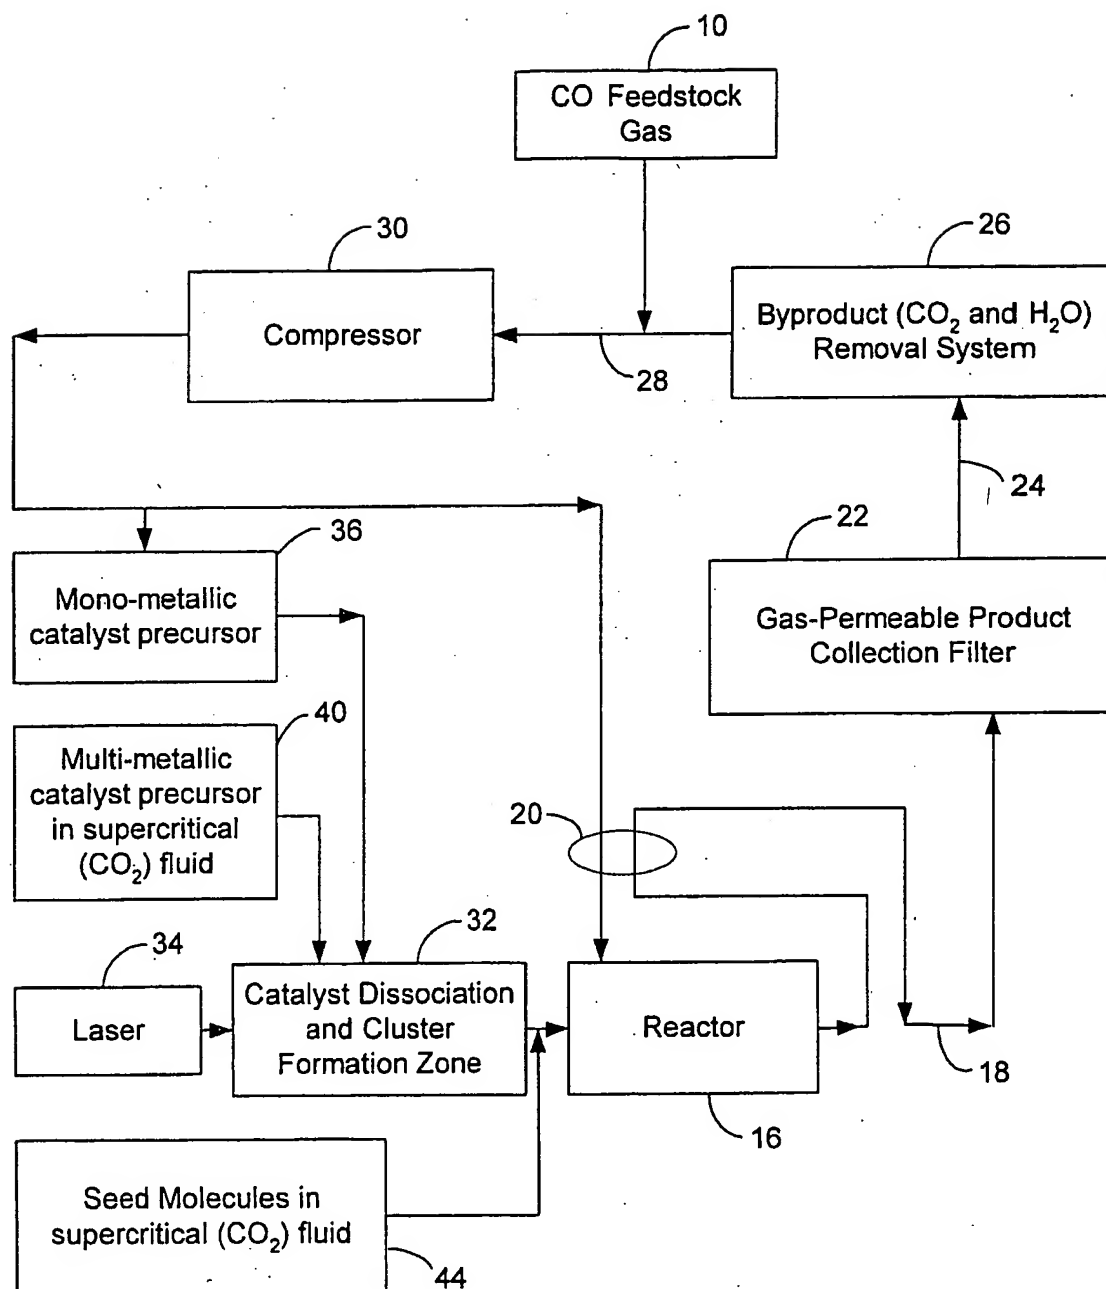 10
CO Feedstock
Gas
30
26
Compressor
Byproduct (CO₂ and H₂O)
Removal System
28
24
36
22
Mono-metallic
catalyst precursor
Gas-Permeable Product
Collection Filter
40
Multi-metallic
catalyst precursor
in supercritical
(CO₂) fluid
20
34
32
Laser
Catalyst Dissociation
and Cluster
Formation Zone
Reactor
18
16
Seed Molecules in
supercritical (CO₂) fluid
44